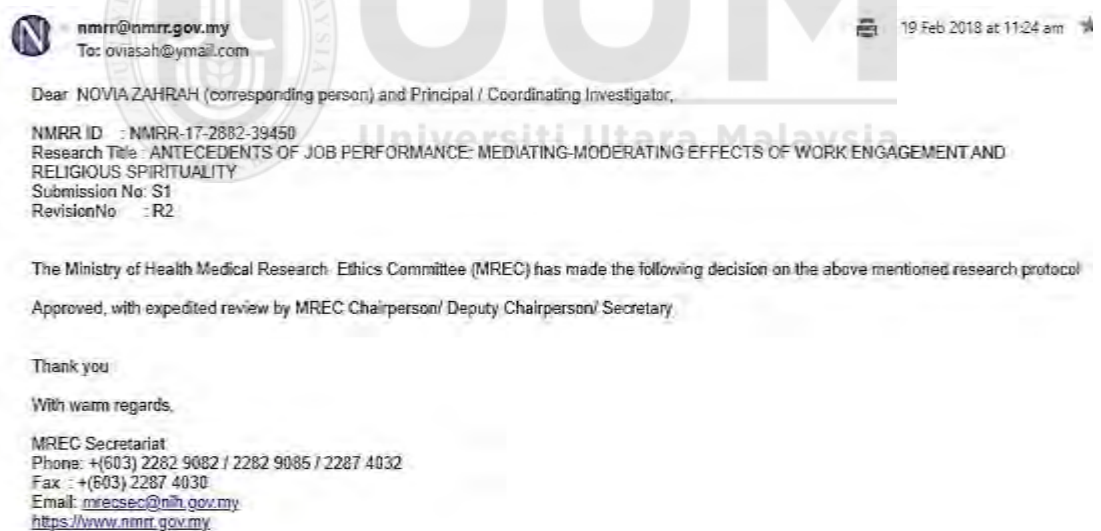 N
nmrr@nmrr.gov.my
To: oviasah@ymail.com
19 Feb 2018 at 11:24 am
UUM
Dear NOVIA ZAHRAH (corresponding person) and Principal / Coordinating Investigator,
NMRR ID : NMRR-17-2882-39450
Universiti Utara Malaysia
Research Title : ANTECEDENTS OF JOB PERFORMANCE: MEDIATING-MODERATING EFFECTS OF WORK ENGAGEMENT AND
RELIGIOUS SPIRITUALITY
Submission No: S1
RevisionNo : R2
The Ministry of Health Medical Research Ethics Committee (MREC) has made the following decision on the above mentioned research protocol
Approved, with expedited review by MREC Chairperson/ Deputy Chairperson/ Secretary
Thank you
With warm regards,
MREC Secretariat
Phone: +(603) 2282 9082 / 2282 9085 / 2287 4032
Fax : +(603) 2287 4030
Email: mrecsec@nih.gov.my
https://www.nmrr.gov.my